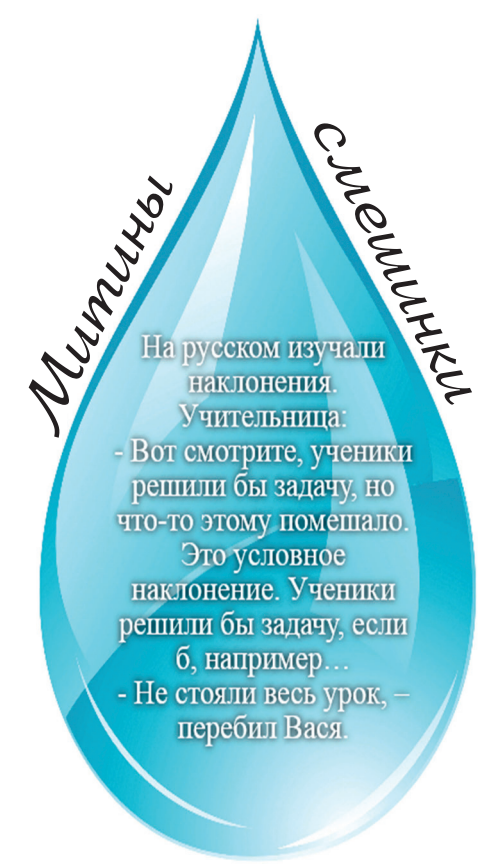 Митины
смешинки
На русском изучали
наклонения.
Учительница:
- Вот смотрите, ученики
решили бы задачу, но
что-то этому помешало.
Это условное
наклонение. Ученики
решили бы задачу, если
б, например…
- Не стояли весь урок, –
перебил Вася.